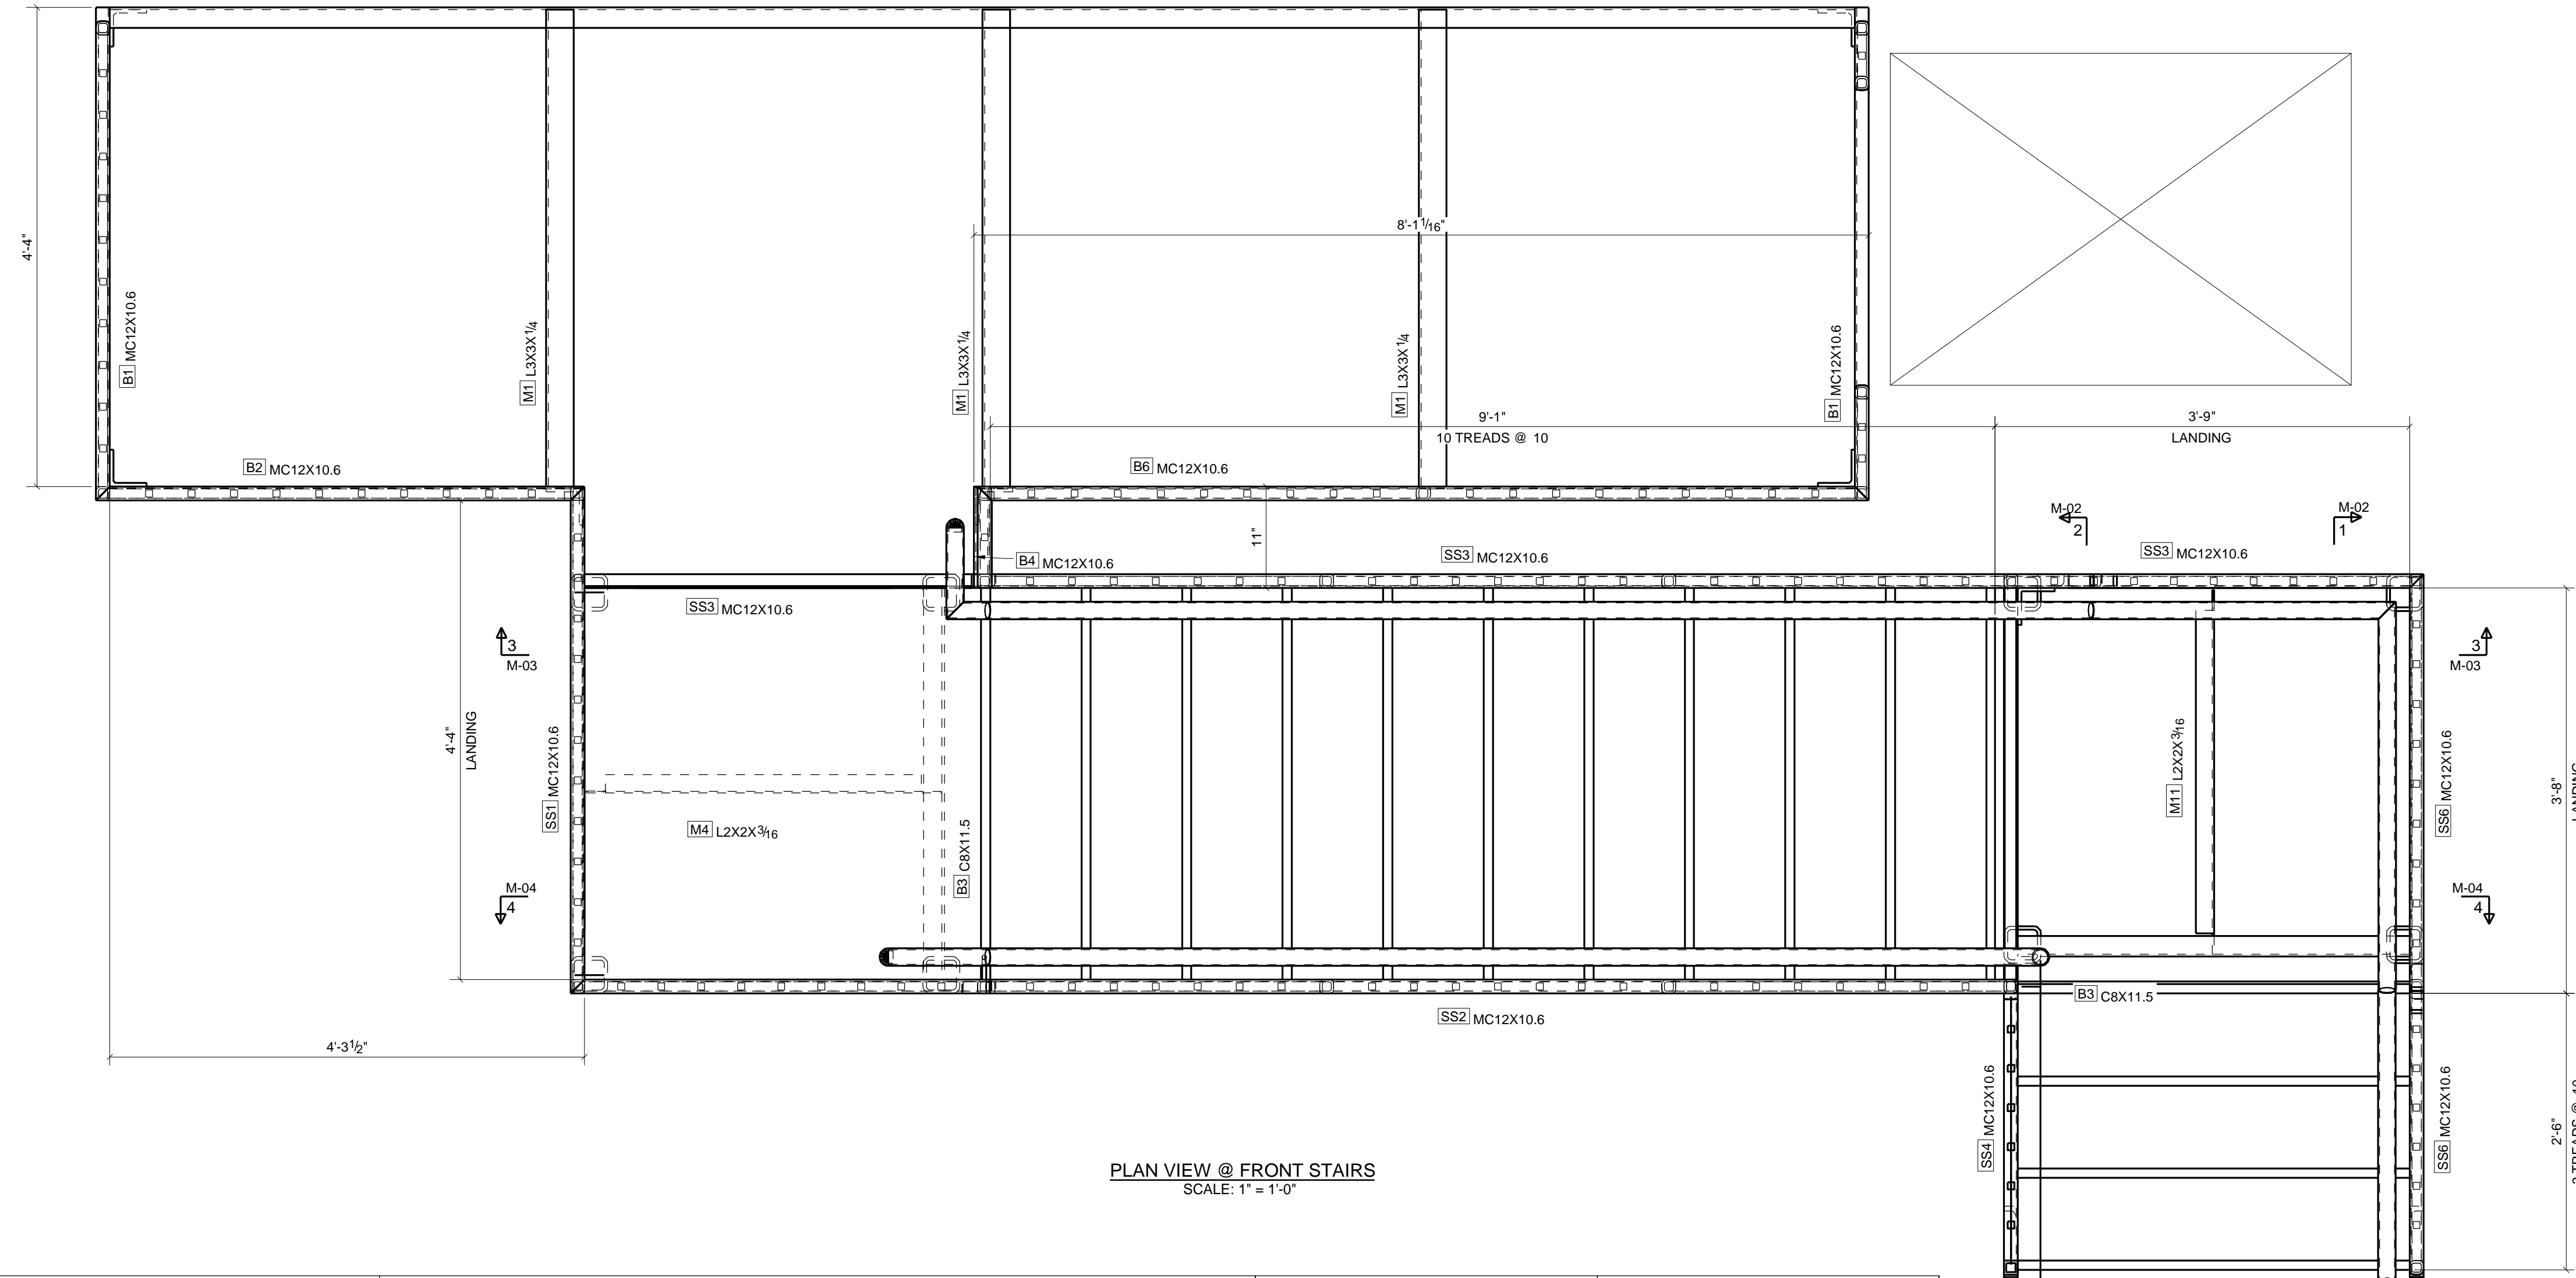 4'-4"
8'-1 1/16"
B1 MC12X10.6
M1 L3X3X1/4
M1 L3X3X1/4
M1 L3X3X1/4
B1 MC12X10.6
9'-1"
10 TREADS @ 10
3'-9"
LANDING
B2 MC12X10.6
B6 MC12X10.6
M-02
2
M-02
1
11"
B4 MC12X10.6
SS3 MC12X10.6
SS3 MC12X10.6
SS3 MC12X10.6
3
M-03
3
M-03
4'-4"
LANDING
SS1 MC12X10.6
M4 L2X2X3/16
B3 C8X11.5
M11 L2X2X3/16
SS6 MC12X10.6
3'-8"
LANDING
M-04
4
M-04
4
B3 C8X11.5
SS2 MC12X10.6
4'-3 1/2"
SS4 MC12X10.6
SS6 MC12X10.6
2'-6"
3 TREADS @ 10
PLAN VIEW @ FRONT STAIRS
SCALE: 1" = 1'-0"